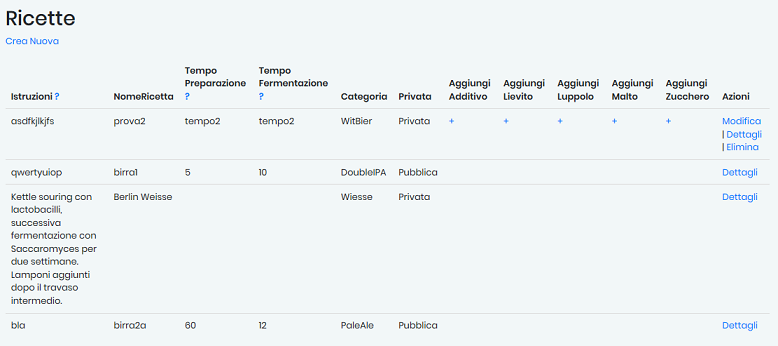 Ricette
Crea Nuova
Istruzioni ? NomeRicetta Tempo Preparazione ? Tempo Fermentazione ? Categoria Privata Aggiungi Additivo Aggiungi Lievito Aggiungi Luppolo Aggiungi Malto Aggiungi Zucchero Azioni
asdfkjlkjfs prova2 tempo2 tempo2 WitBier Privata + + + + + Modifica
| Dettagli
| Elimina
qwertyuiop birra1 5 10 DoubleIPA Pubblica Dettagli
Kettle souring con Berlin Weisse Wiesse Privata Dettagli
lactobacilli,
successiva
fermentazione con
Saccaromyces per
due settimane.
Lamponi aggiunti
dopo il travaso
intermedio.
bla birra2a 60 12 PaleAle Pubblica Dettagli